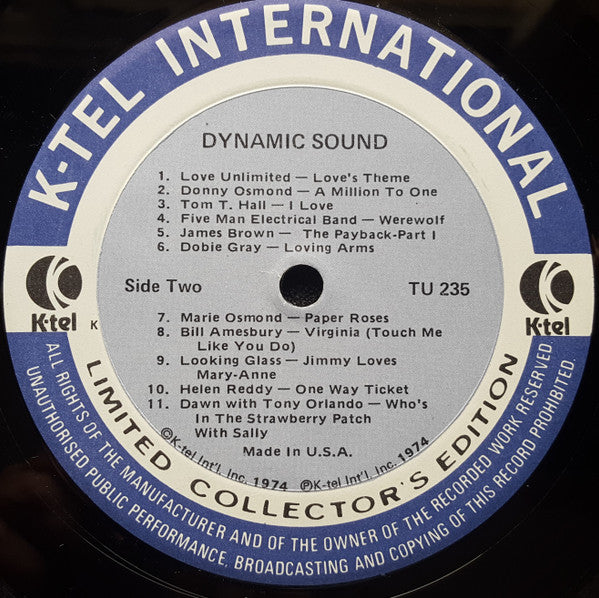 K-TEL INTERNATIONAL
DYNAMIC SOUND
1. Love Unlimited — Love's Theme
2. Donny Osmond — A Million To One
3. Tom T. Hall — I Love
4. Five Man Electrical Band — Werewolf
5. James Brown — The Payback-Part I
6. Dobie Gray — Loving Arms
Side Two
TU 235
K-tel
K
K-tel
7. Marie Osmond — Paper Roses
8. Bill Amesbury — Virginia (Touch Me
Like You Do)
9. Looking Glass — Jimmy Loves
Mary-Anne
10. Helen Reddy — One Way Ticket
11. Dawn with Tony Orlando — Who's
In The Strawberry Patch
With Sally
Made In U.S.A.
©K-tel Int'l, Inc. 1974 ℗K-tel Int'l, Inc. 1974
LIMITED COLLECTOR'S EDITION
ALL RIGHTS OF THE MANUFACTURER AND OF THE OWNER OF THE RECORDED WORK RESERVED.
UNAUTHORISED PUBLIC PERFORMANCE, BROADCASTING AND COPYING OF THIS RECORD PROHIBITED.